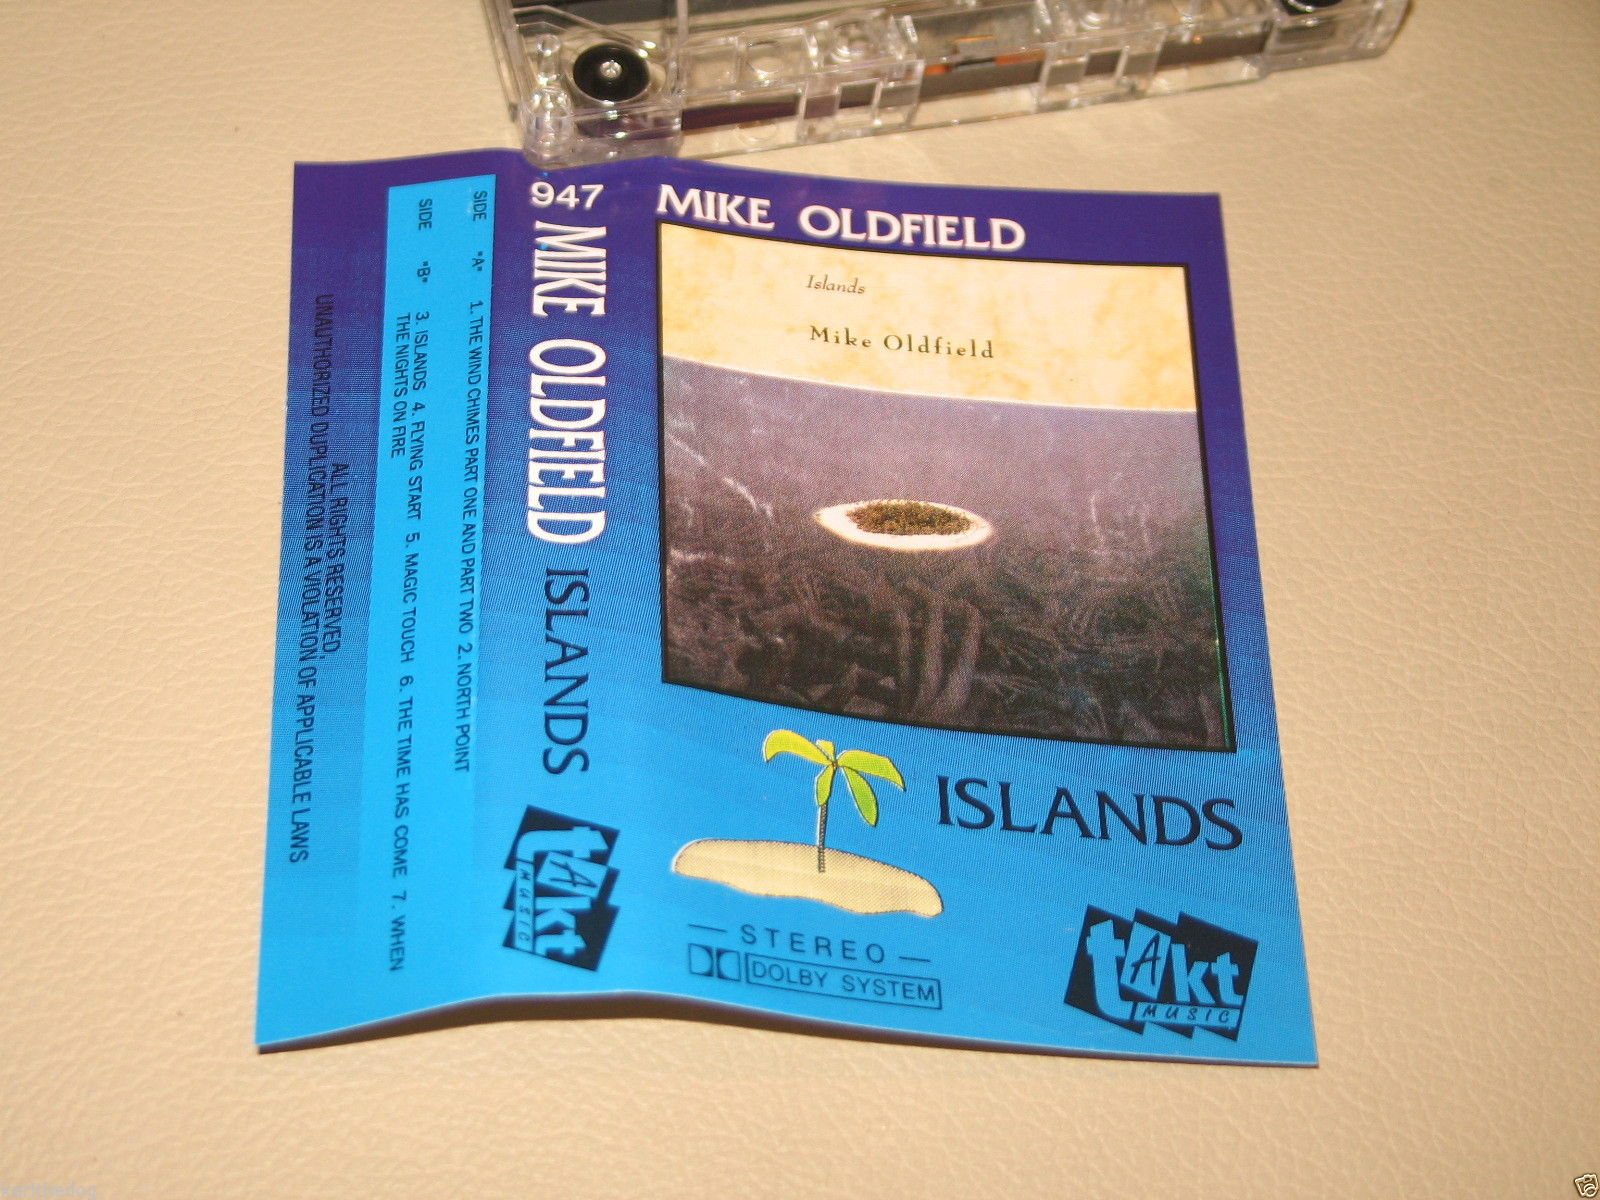 MIKE OLDFIELD
Islands
Mike Oldfield
ISLANDS
STEREO
DOLBY SYSTEM
tAkt
MUSIC
947 MIKE OLDFIELD ISLANDS
tAkt
MUSIC
SIDE "A" 1. THE WIND CHIMES PART ONE AND PART TWO 2. NORTH POINT
SIDE "B" 3. ISLANDS 4. FLYING START 5. MAGIC TOUCH 6. THE TIME HAS COME 7. WHEN
THE NIGHTS ON FIRE
ALL RIGHTS RESERVED.
UNAUTHORIZED DUPLICATION IS A VIOLATION OF APPLICABLE LAWS